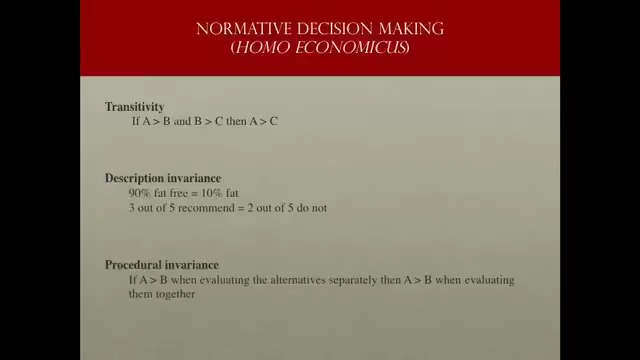 NORMATIVE DECISION MAKING
(HOMO ECONOMICUS)
Transitivity
If A > B and B > C then A > C
Description invariance
90% fat free = 10% fat
3 out of 5 recommend = 2 out of 5 do not
Procedural invariance
If A > B when evaluating the alternatives separately then A > B when evaluating
them together